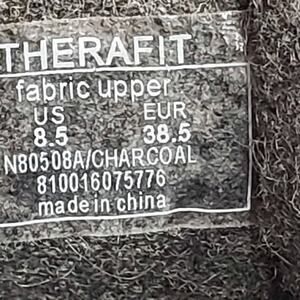 THERAFIT
fabric upper
US EUR
8.5 38.5
N80508A/CHARCOAL
810016075776
made in china